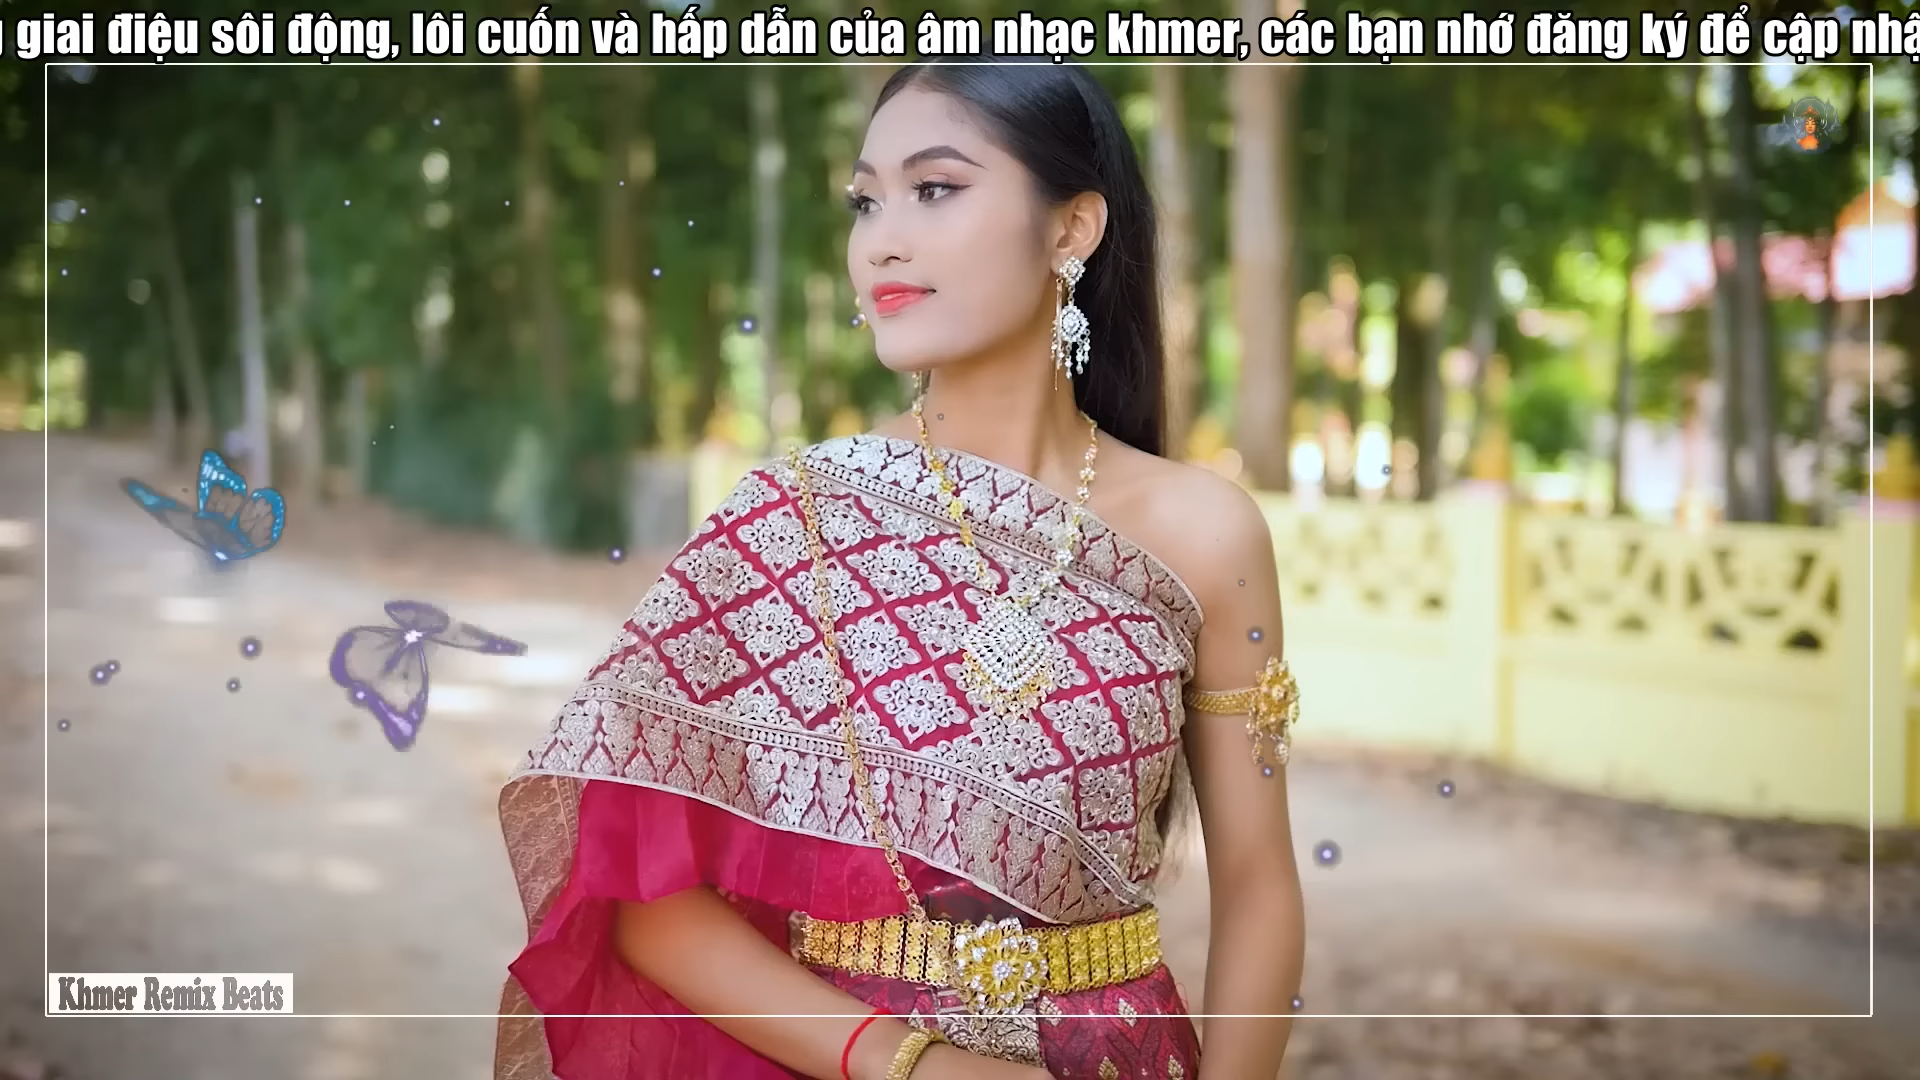 giai điệu sôi động, lôi cuốn và hấp dẫn của âm nhạc khmer, các bạn nhớ đăng ký để cập
Khmer Remix Beats